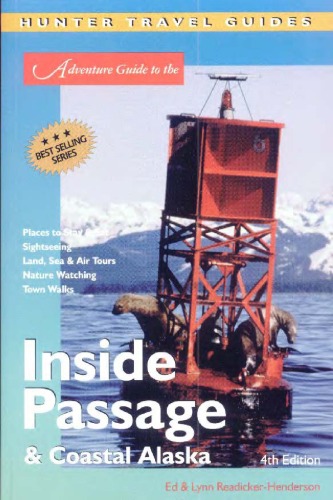 HUNTER TRAVEL GUIDES
Adventure Guide to the
★ ★ ★
BEST SELLING
SERIES
Places to Stay & Eat
Sightseeing
Land, Sea & Air Tours
Nature Watching
Town Walks
Inside
Passage
& Coastal Alaska
4th Edition
Ed & Lynn Readicker-Henderson